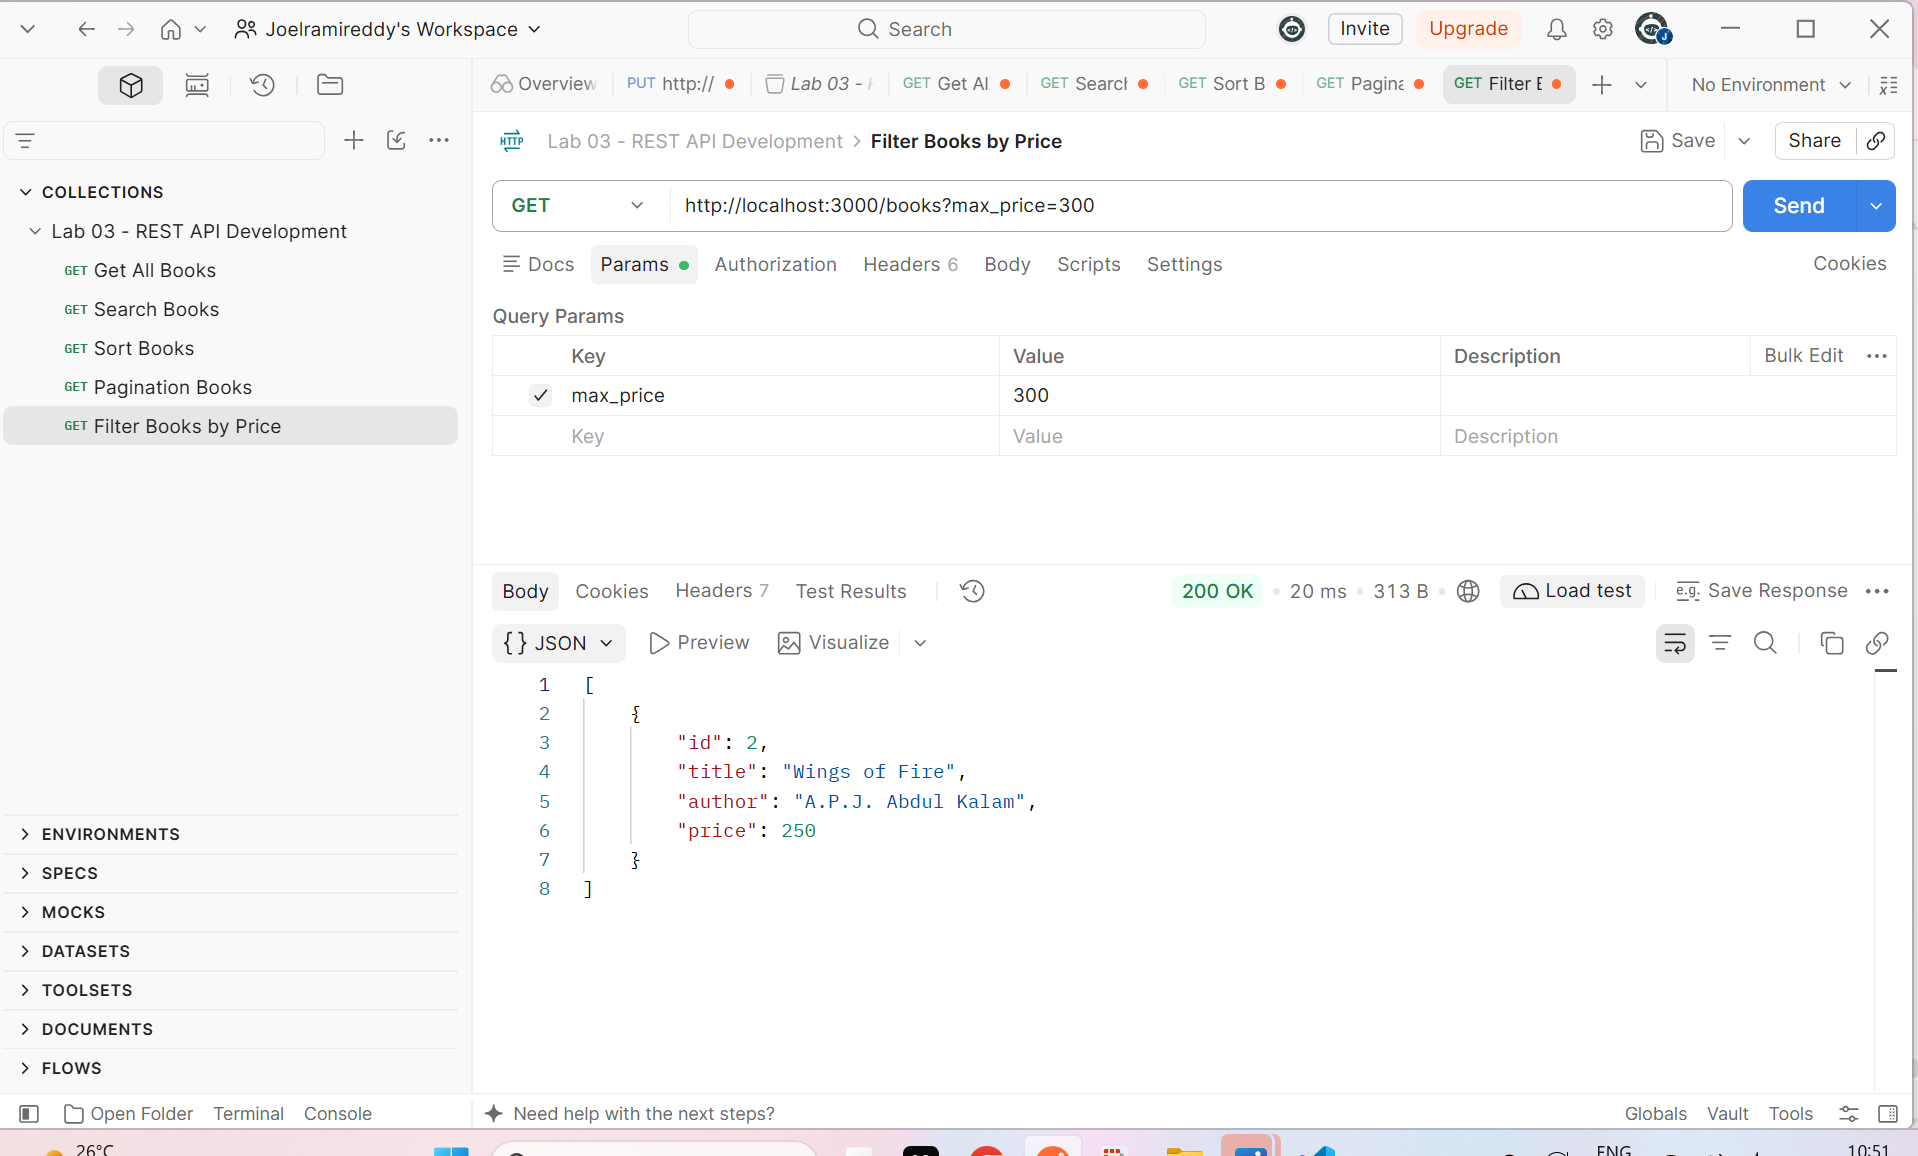 Joelramireddy's Workspace
Search
Invite
Upgrade
Overview
PUT http://
Lab 03 -
GET Get Al
GET Search
GET Sort B
GET Pagina
GET Filter E
No Environment
HTTP Lab 03 - REST API Development > Filter Books by Price
Save
Share
COLLECTIONS
Lab 03 - REST API Development
GET Get All Books
GET Search Books
GET Sort Books
GET Pagination Books
GET Filter Books by Price
ENVIRONMENTS
SPECS
MOCKS
DATASETS
TOOLSETS
DOCUMENTS
FLOWS
GET http://localhost:3000/books?max_price=300
Send
Docs Params Authorization Headers 6 Body Scripts Settings
Cookies
Query Params
Key Value Description Bulk Edit
max_price 300
Key Value Description
Body Cookies Headers 7 Test Results
200 OK • 20 ms • 313 B •
Load test
e.g. Save Response
{} JSON Preview Visualize
1 [
2 {
3 "id": 2,
4 "title": "Wings of Fire",
5 "author": "A.P.J. Abdul Kalam",
6 "price": 250
7 }
8 ]
Open Folder Terminal Console
Need help with the next steps?
Globals Vault Tools
26°C
ENG
10:51